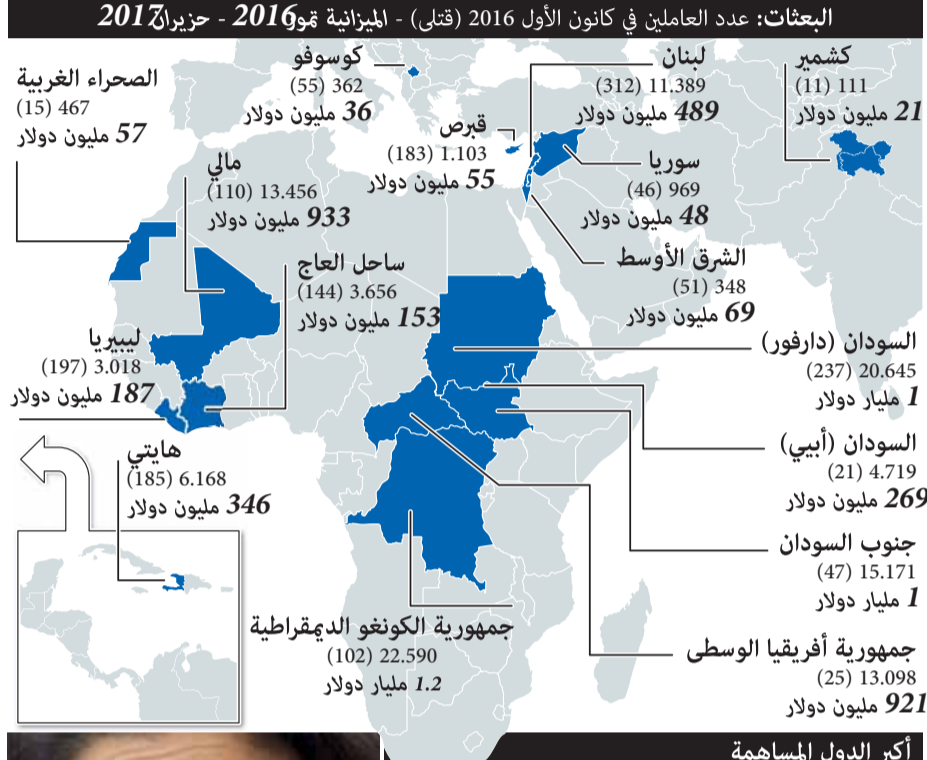 البعثات: عدد العاملين في كانون الأول 2016 (قتلى) - الميزانية تموز 2016 - حزيران 2017
كشمير
111 (11)
21 مليون دولار
لبنان
11.389 (312)
489 مليون دولار
كوسوفو
362 (55)
36 مليون دولار
الصحراء الغربية
467 (15)
57 مليون دولار
قبرص
1.103 (183)
55 مليون دولار
سوريا
969 (46)
48 مليون دولار
مالي
13.456 (110)
933 مليون دولار
الشرق الأوسط
348 (51)
69 مليون دولار
ساحل العاج
3.656 (144)
153 مليون دولار
ليبيريا
3.018 (197)
187 مليون دولار
السودان (دارفور)
20.645 (237)
1 مليار دولار
السودان (أبيي)
4.719 (21)
269 مليون دولار
هايتي
6.168 (185)
346 مليون دولار
جنوب السودان
15.171 (47)
1 مليار دولار
جمهورية الكونغو الديمقراطية
22.590 (102)
1.2 مليار دولار
جمهورية أفريقيا الوسطى
13.098 (25)
921 مليون دولار
أكبر الدول المساهمة